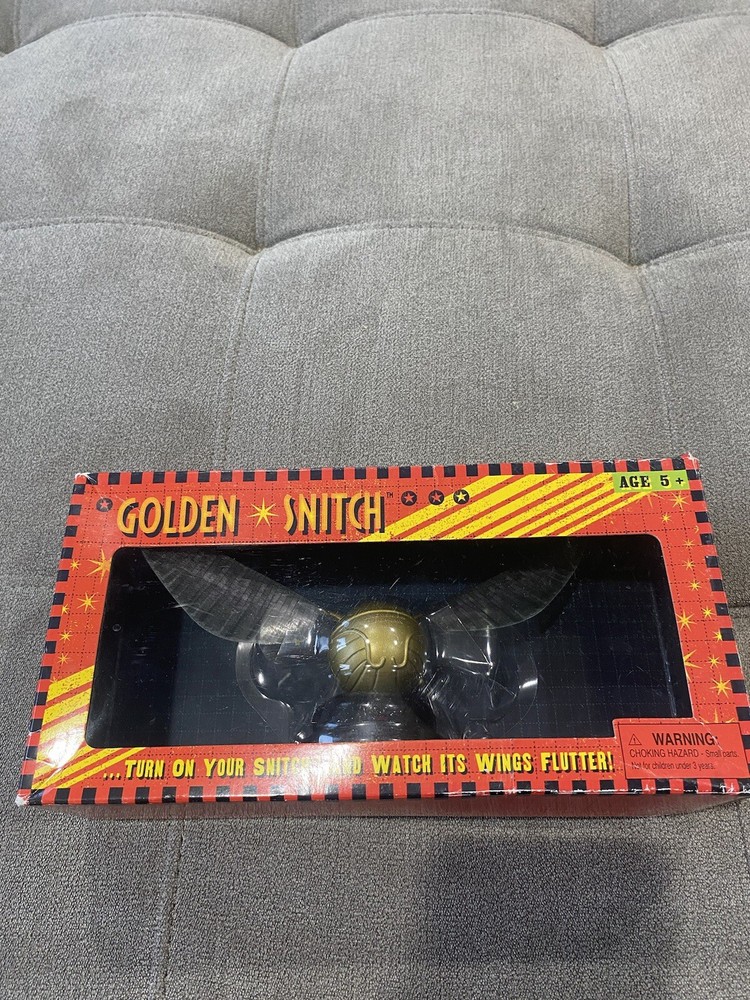 AGE 5 +
GOLDEN SNITCH™
WARNING:
CHOKING HAZARD - Small parts.
Not for children under 3 years.
...TURN ON YOUR SNITCH AND WATCH ITS WINGS FLUTTER!